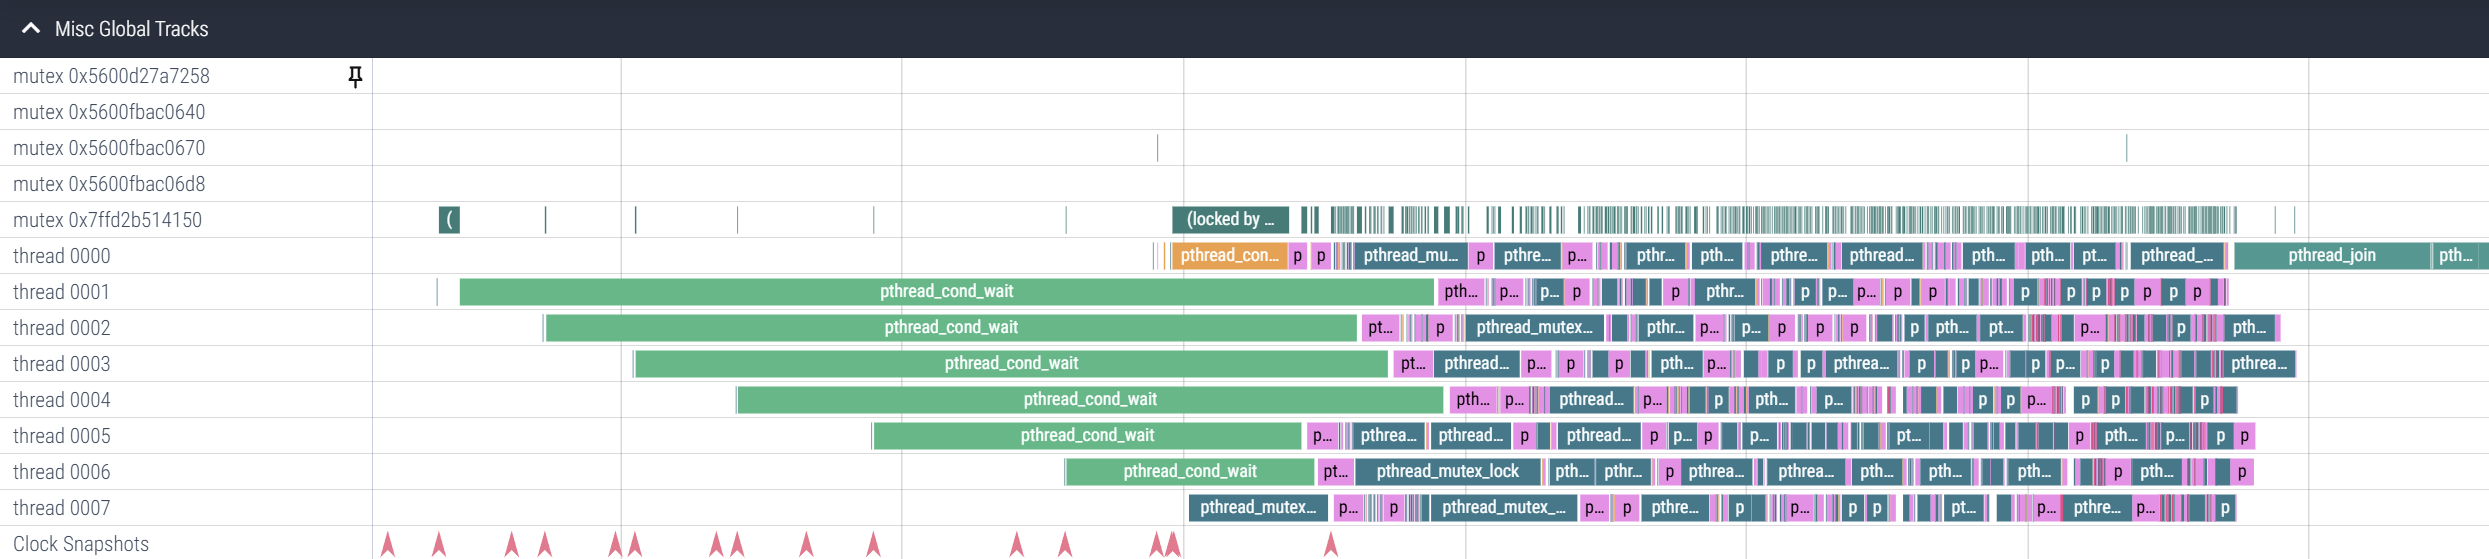 Misc Global Tracks
mutex 0x5600d27a7258
mutex 0x5600fbac0640
mutex 0x5600fbac0670
mutex 0x5600fbac06d8
mutex 0x7ffd2b514150 ( (locked by ...
thread 0000 pthread_con... p p pthread_mu... p pthre... p... pthr... pth... pthre... pthread... pth... pth... pt... pthread_... pthread_join pth...
thread 0001 pthread_cond_wait pth... p... p... p p pthr... p p... p... p p p p p p p p p
thread 0002 pthread_cond_wait pt... p pthread_mutex... pthr... p... p... p p p p pth... pt... p... p pth...
thread 0003 pthread_cond_wait pt... pthread... p... p p pth... p... p p pthrea... p p p... p p... p pthrea...
thread 0004 pthread_cond_wait pth... p... pthread... p... p pth... p... p p p... p p p
thread 0005 pthread_cond_wait p... pthrea... pthread... p pthread... p p... p p... pt... p pth... p... p p
thread 0006 pthread_cond_wait pt... pthread_mutex_lock pth... pthr... p pthrea... pthrea... pth... pth... pth... p pth... p
thread 0007 pthread_mutex... p... p pthread_mutex_... p... p pthre... p p... p p pt... p... pthre... p... p
Clock Snapshots